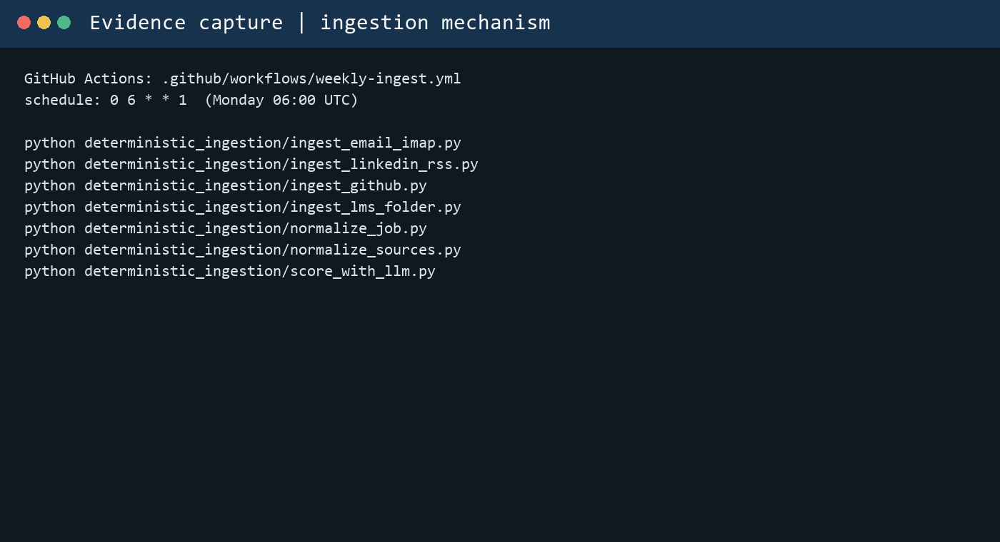 Evidence capture | ingestion mechanism
GitHub Actions: .github/workflows/weekly-ingest.yml
schedule: 0 6 * * 1  (Monday 06:00 UTC)
python deterministic_ingestion/ingest_email_imap.py
python deterministic_ingestion/ingest_linkedin_rss.py
python deterministic_ingestion/ingest_github.py
python deterministic_ingestion/ingest_lms_folder.py
python deterministic_ingestion/normalize_job.py
python deterministic_ingestion/normalize_sources.py
python deterministic_ingestion/score_with_llm.py